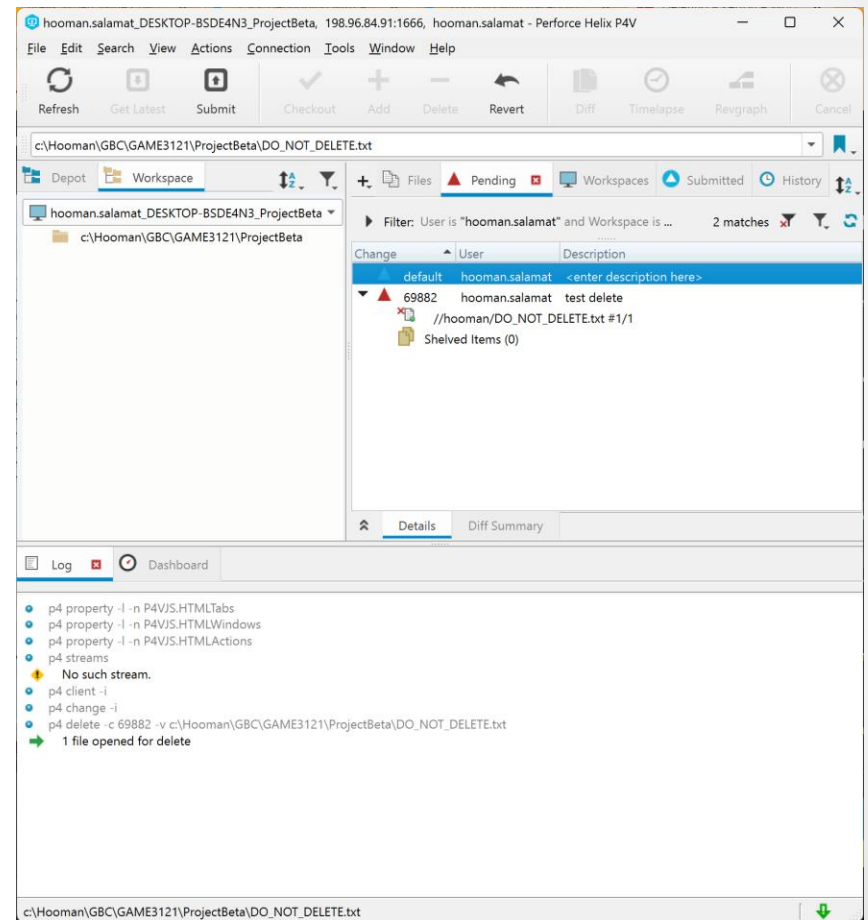 hooman.salamat_DESKTOP-BSDE4N3_ProjectBeta, 198.96.84.91:1666, hooman.salamat - Perforce Helix P4V
File Edit Search View Actions Connection Tools Window Help
Refresh Get Latest Submit Checkout Add Delete Revert Diff Timelapse Revgraph Cancel
c:\Hooman\GBC\GAME3121\ProjectBeta\DO_NOT_DELETE.txt
Depot Workspace
Files Pending Workspaces Submitted History
hooman.salamat_DESKTOP-BSDE4N3_ProjectBeta
c:\Hooman\GBC\GAME3121\ProjectBeta
Filter: User is "hooman.salamat" and Workspace is ... 2 matches
Change User Description
default hooman.salamat <enter description here>
69882 hooman.salamat test delete
//hooman/DO_NOT_DELETE.txt #1/1
Shelved Items (0)
Details Diff Summary
Log Dashboard
p4 property -l -n P4VJS.HTMLTabs
p4 property -l -n P4VJS.HTMLWindows
p4 property -l -n P4VJS.HTMLActions
p4 streams
No such stream.
p4 client -i
p4 change -i
p4 delete -c 69882 -v c:\Hooman\GBC\GAME3121\ProjectBeta\DO_NOT_DELETE.txt
1 file opened for delete
c:\Hooman\GBC\GAME3121\ProjectBeta\DO_NOT_DELETE.txt